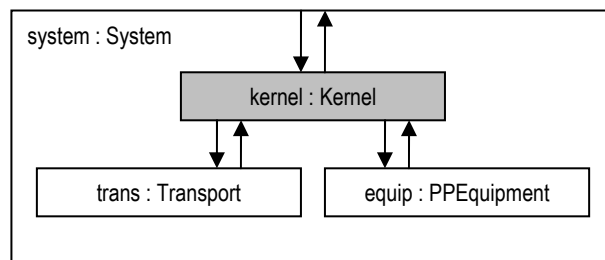 system : System
kernel : Kernel
trans : Transport
equip : PPEquipment